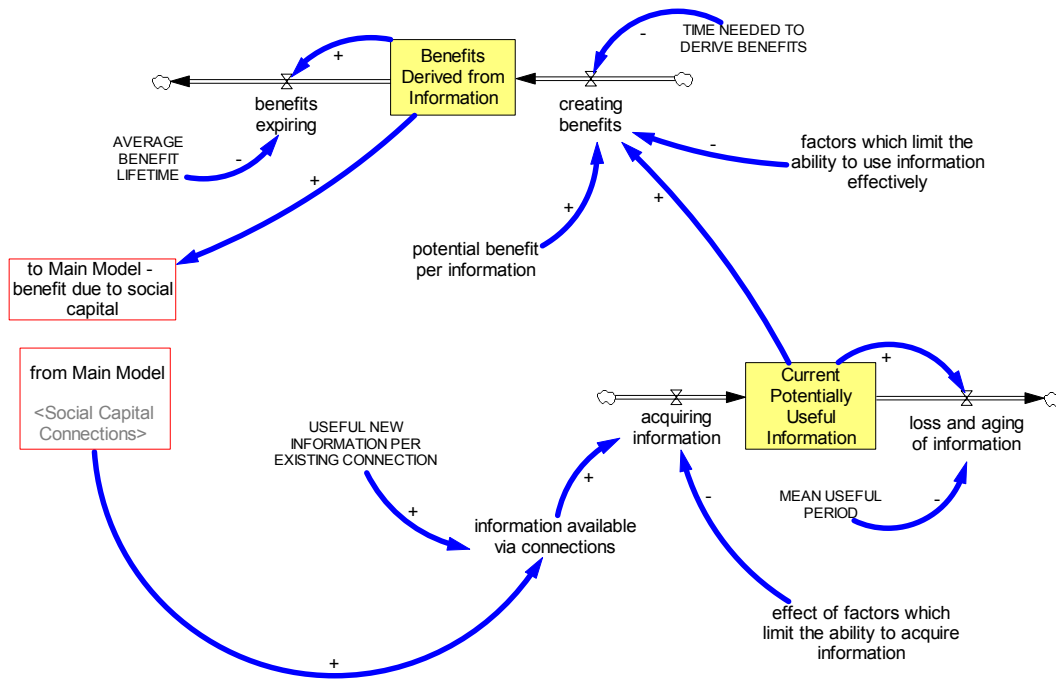 TIME NEEDED TO
DERIVE BENEFITS
-
+
Benefits
Derived from
Information
benefits
expiring
creating
benefits
AVERAGE
BENEFIT
LIFETIME
-
-
factors which limit the
ability to use information
effectively
+
+
+
potential benefit
per information
to Main Model -
benefit due to social
capital
from Main Model
<Social Capital
Connections>
+
Current
Potentially
Useful
Information
acquiring
information
loss and aging
of information
USEFUL NEW
INFORMATION PER
EXISTING CONNECTION
+
+
-
MEAN USEFUL
PERIOD
-
information available
via connections
effect of factors which
limit the ability to acquire
information
+